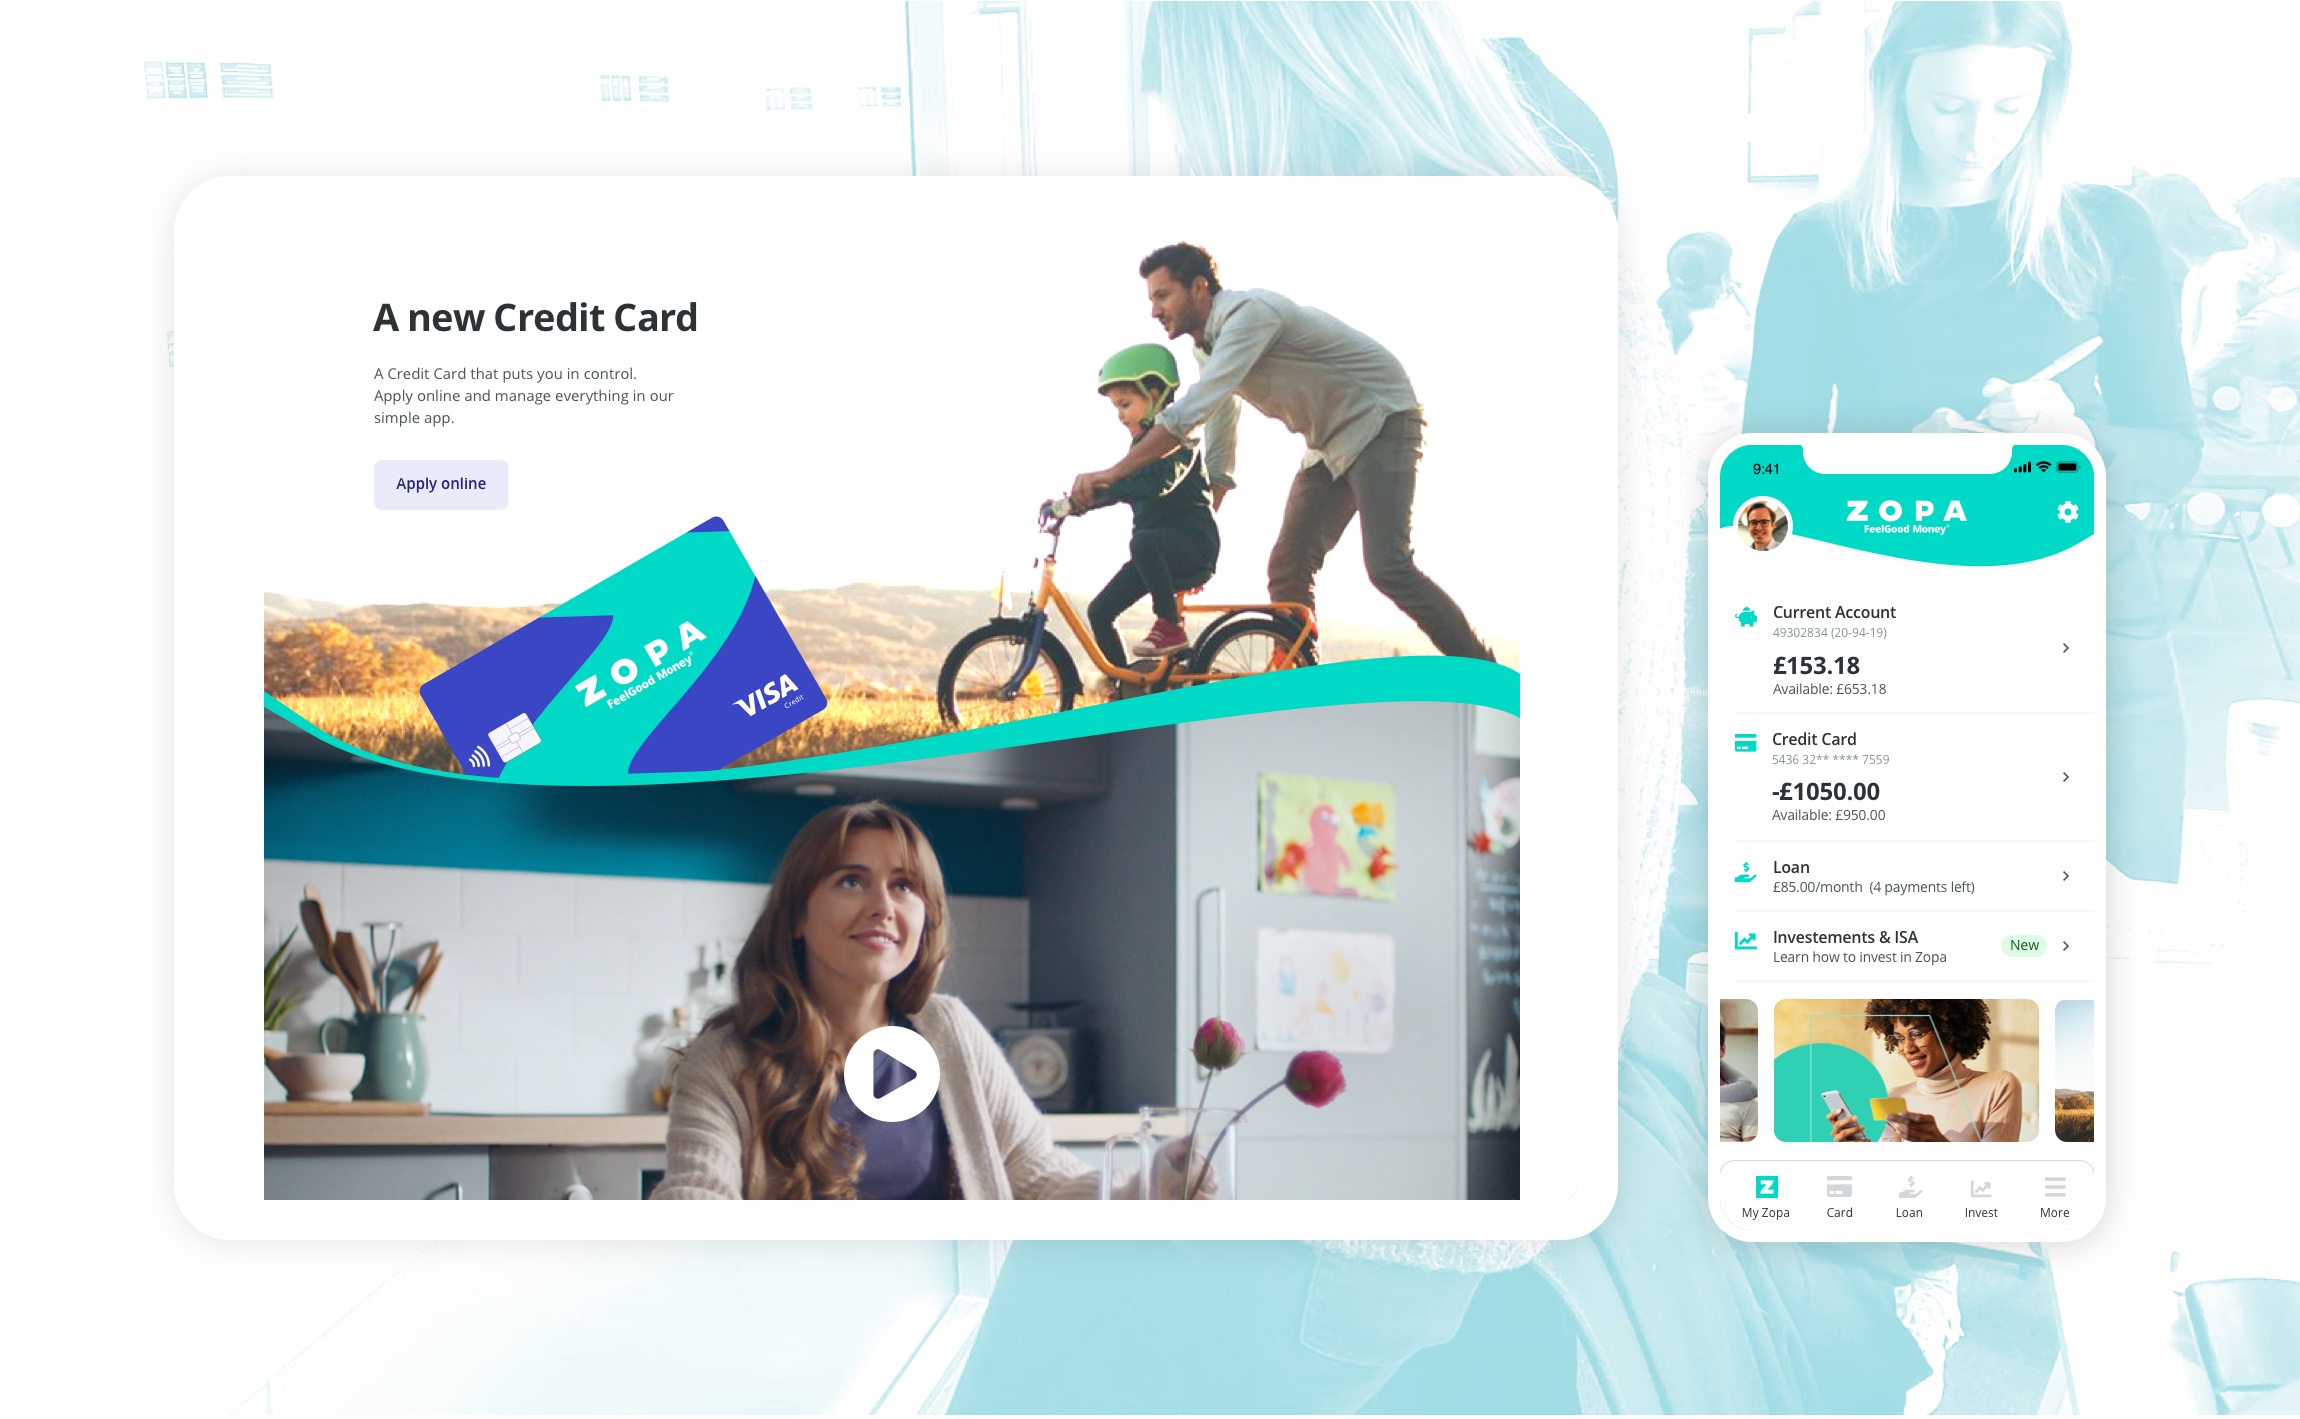 A new Credit Card
A Credit Card that puts you in control.
Apply online and manage everything in our
simple app.
Apply online
ZOPA
FeelGood Money®
VISA
Credit
9:41
ZOPA
FeelGood Money®
Current Account
49302834 (20-94-19)
£153.18
Available: £653.18
Credit Card
5436 32** **** 7559
-£1050.00
Available: £950.00
Loan
£85.00/month (4 payments left)
Investements & ISA
New
Learn how to invest in Zopa
Z
My Zopa
Card
Loan
Invest
More